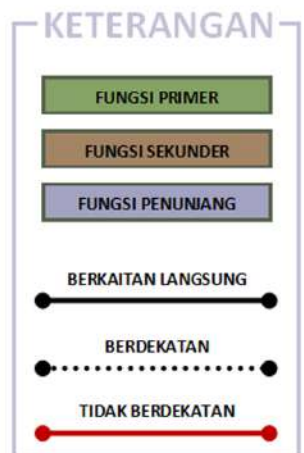 KETERANGAN
FUNGSI PRIMER
FUNGSI SEKUNDER
FUNGSI PENUNJANG
BERKAITAN LANGSUNG
BERDEKATAN
TIDAK BERDEKATAN